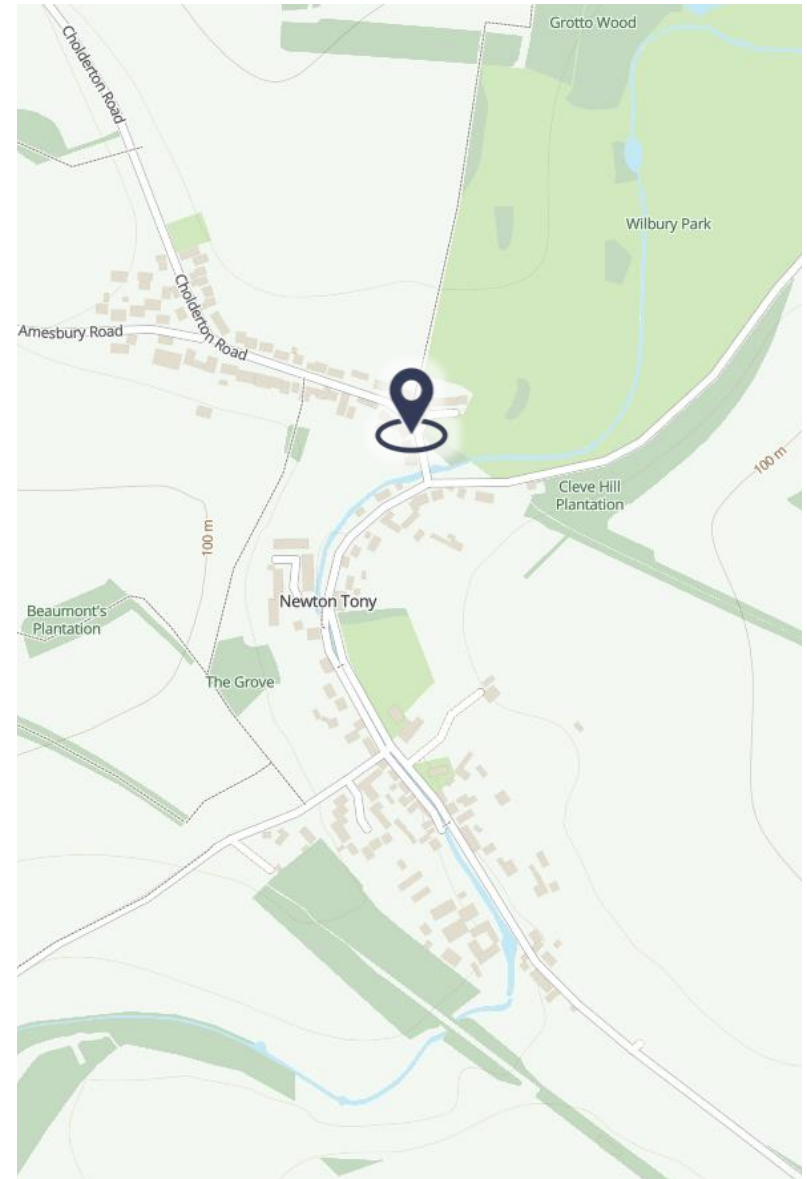 Grotto Wood
Cholderton Road
Wilbury Park
Cholderton Road
Amesbury Road
100 m
Cleve Hill
Plantation
100 m
Newton Tony
Beaumont's
Plantation
The Grove